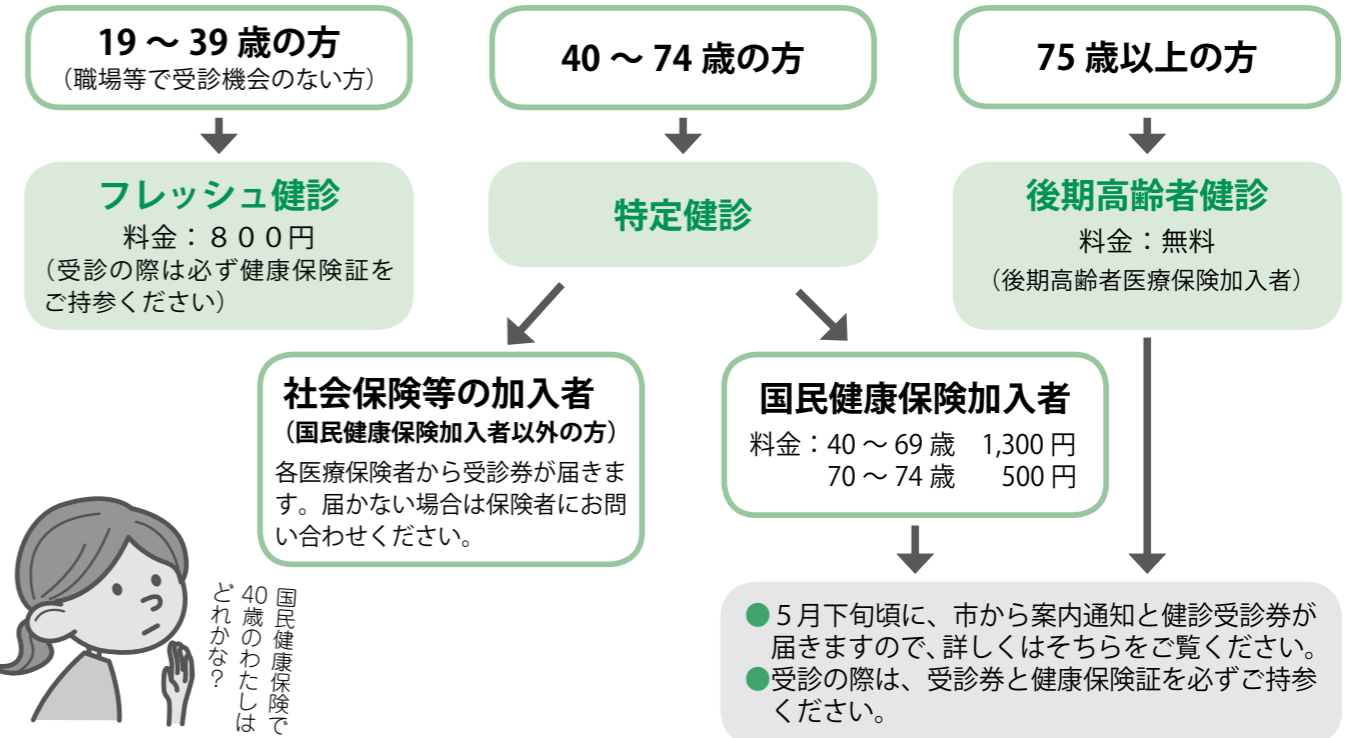 19 〜 39 歳の方
（職場等で受診機会のない方）
フレッシュ健診
料金：８００円
（受診の際は必ず健康保険証を
ご持参ください）
40 〜 74 歳の方
特定健診
社会保険等の加入者
（国民健康保険加入者以外の方）
各医療保険者から受診券が届きま
す。届かない場合は保険者にお問
い合わせください。
国民健康保険加入者
料金：40 〜 69 歳　1,300 円
70 〜 74 歳　500 円
75 歳以上の方
後期高齢者健診
料金：無料
（後期高齢者医療保険加入者）
●５月下旬頃に、市から案内通知と健診受診券が
届きますので、詳しくはそちらをご覧ください。
●受診の際は、受診券と健康保険証を必ずご持参
ください。
国民健康保険で
40歳のわたしは
どれかな？